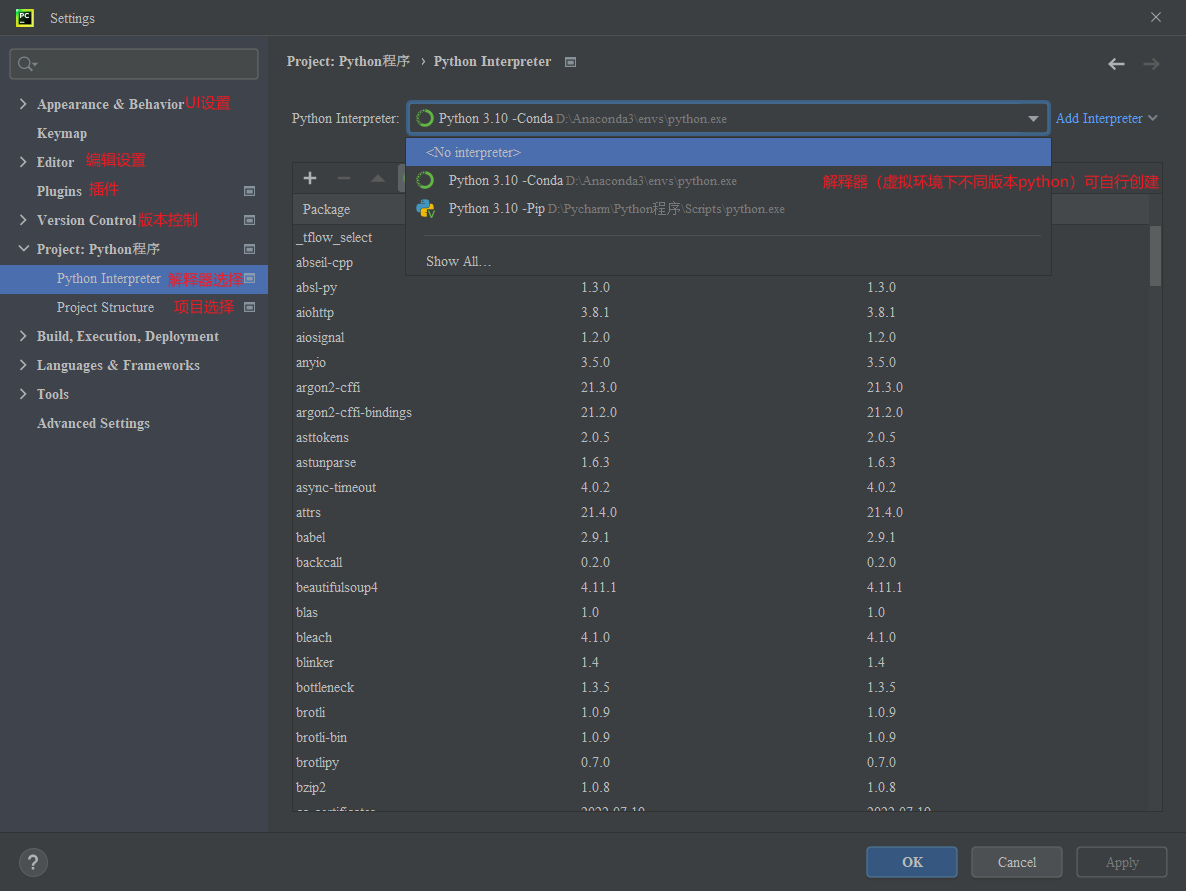 PC
Settings
Project: Python程序 › Python Interpreter
Appearance & Behavior UI设置
Keymap
Editor 编辑设置
Plugins 插件
Version Control 版本控制
Project: Python程序
Python Interpreter 解释器选择
Project Structure 项目选择
Build, Execution, Deployment
Languages & Frameworks
Tools
Advanced Settings
Python Interpreter: Python 3.10 -Conda D:\Anaconda3\envs\python.exe Add Interpreter
<No interpreter>
Python 3.10 -Conda D:\Anaconda3\envs\python.exe 解释器（虚拟环境下不同版本python）可自行创建
Python 3.10 -Pip D:\Pycharm\Python程序\Scripts\python.exe
Show All...
Package
_tflow_select
abseil-cpp
absl-py 1.3.0 1.3.0
aiohttp 3.8.1 3.8.1
aiosignal 1.2.0 1.2.0
anyio 3.5.0 3.5.0
argon2-cffi 21.3.0 21.3.0
argon2-cffi-bindings 21.2.0 21.2.0
asttokens 2.0.5 2.0.5
astunparse 1.6.3 1.6.3
async-timeout 4.0.2 4.0.2
attrs 21.4.0 21.4.0
babel 2.9.1 2.9.1
backcall 0.2.0 0.2.0
beautifulsoup4 4.11.1 4.11.1
blas 1.0 1.0
bleach 4.1.0 4.1.0
blinker 1.4 1.4
bottleneck 1.3.5 1.3.5
brotli 1.0.9 1.0.9
brotli-bin 1.0.9 1.0.9
brotlipy 0.7.0 0.7.0
bzip2 1.0.8 1.0.8
?
OK Cancel Apply